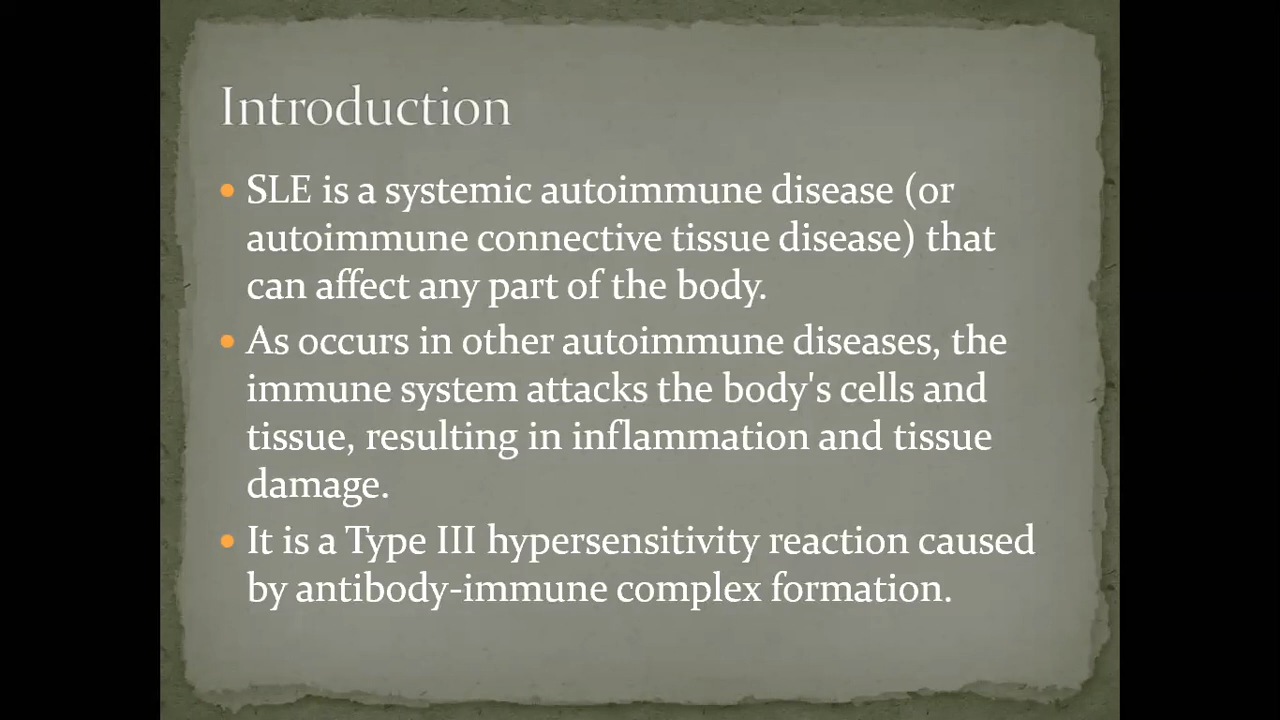 Introduction
• SLE is a systemic autoimmune disease (or
autoimmune connective tissue disease) that
can affect any part of the body.
• As occurs in other autoimmune diseases, the
immune system attacks the body's cells and
tissue, resulting in inflammation and tissue
damage.
• It is a Type III hypersensitivity reaction caused
by antibody-immune complex formation.